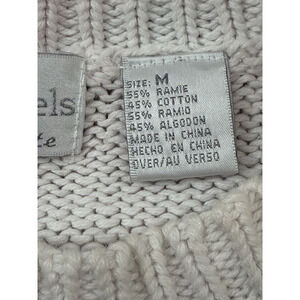 els
te
SIZE: M
55% RAMIE
45% COTTON
55% RAMIO
45% ALGODON
MADE IN CHINA
HECHO EN CHINA
OVER/AU VERSO